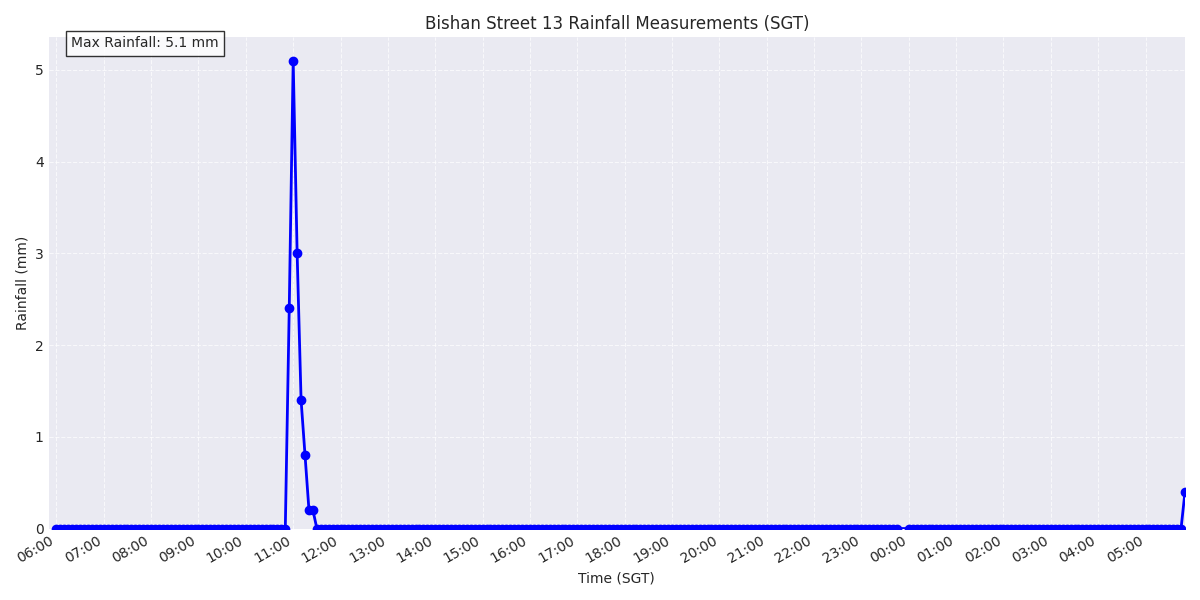 Bishan Street 13 Rainfall Measurements (SGT)
Max Rainfall: 5.1 mm
5
4
3
2
1
0
Rainfall (mm)
06:00 07:00 08:00 09:00 10:00 11:00 12:00 13:00 14:00 15:00 16:00 17:00 18:00 19:00 20:00 21:00 22:00 23:00 00:00 01:00 02:00 03:00 04:00 05:00
Time (SGT)